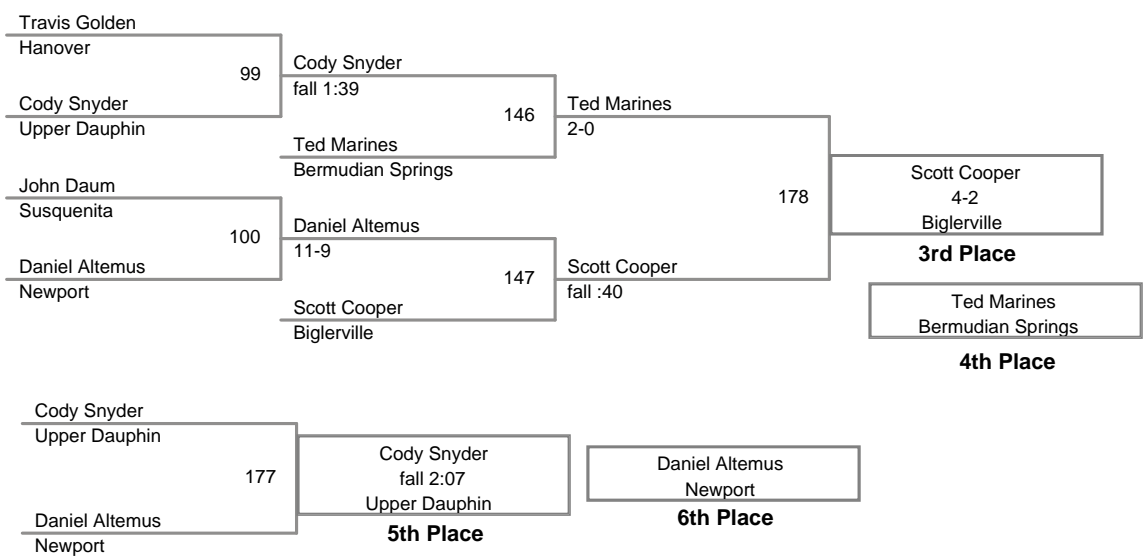 Travis Golden
Hanover
99
Cody Snyder
Upper Dauphin
Cody Snyder
fall 1:39
146
Ted Marines
Bermudian Springs
Ted Marines
2-0
John Daum
Susquenita
100
Daniel Altemus
Newport
Daniel Altemus
11-9
147
Scott Cooper
Biglerville
Scott Cooper
fall :40
178
Scott Cooper
4-2
Biglerville
3rd Place
Ted Marines
Bermudian Springs
4th Place
Cody Snyder
Upper Dauphin
177
Daniel Altemus
Newport
Cody Snyder
fall 2:07
Upper Dauphin
5th Place
Daniel Altemus
Newport
6th Place